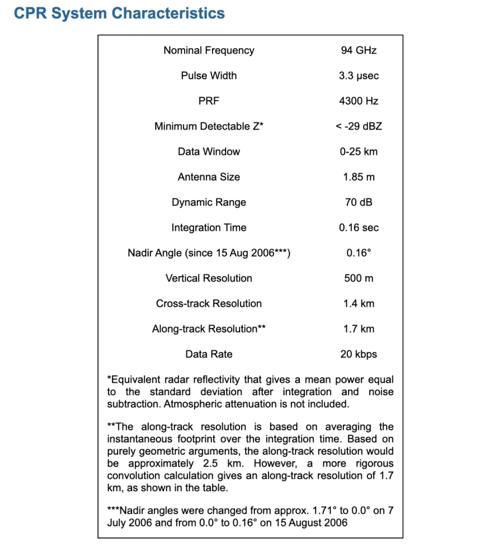 CPR System Characteristics
Nominal Frequency 94 GHz
Pulse Width 3.3 µsec
PRF 4300 Hz
Minimum Detectable Z* < -29 dBZ
Data Window 0-25 km
Antenna Size 1.85 m
Dynamic Range 70 dB
Integration Time 0.16 sec
Nadir Angle (since 15 Aug 2006***) 0.16°
Vertical Resolution 500 m
Cross-track Resolution 1.4 km
Along-track Resolution** 1.7 km
Data Rate 20 kbps
*Equivalent radar reflectivity that gives a mean power equal
to the standard deviation after integration and noise
subtraction. Atmospheric attenuation is not included.
**The along-track resolution is based on averaging the
instantaneous footprint over the integration time. Based on
purely geometric arguments, the along-track resolution would
be approximately 2.5 km. However, a more rigorous
convolution calculation gives an along-track resolution of 1.7
km, as shown in the table.
***Nadir angles were changed from approx. 1.71° to 0.0° on 7
July 2006 and from 0.0° to 0.16° on 15 August 2006